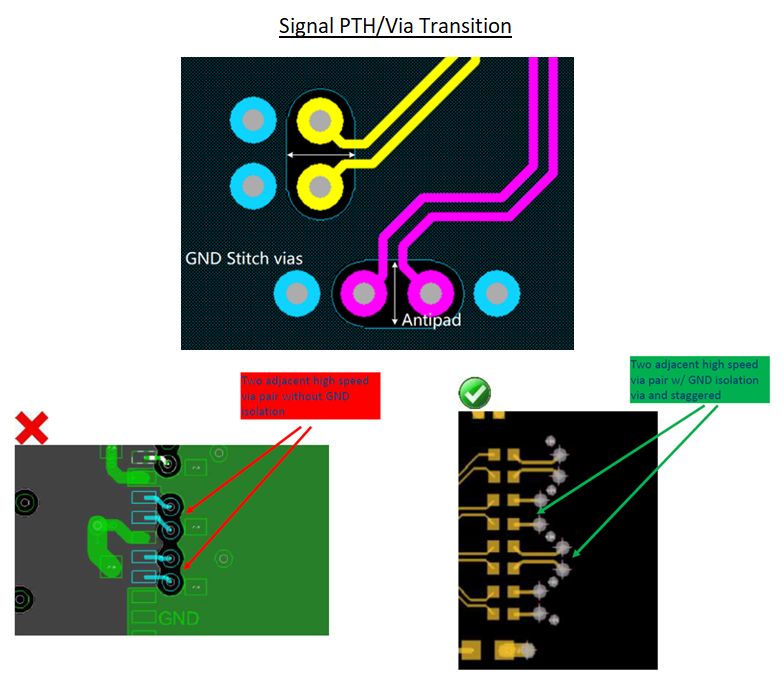 Signal PTH/Via Transition
GND Stitch vias
Antipad
Two adjacent high speed
via pair without GND
isolation
Two adjacent high speed
via pair w/ GND isolation
via and staggered
GND